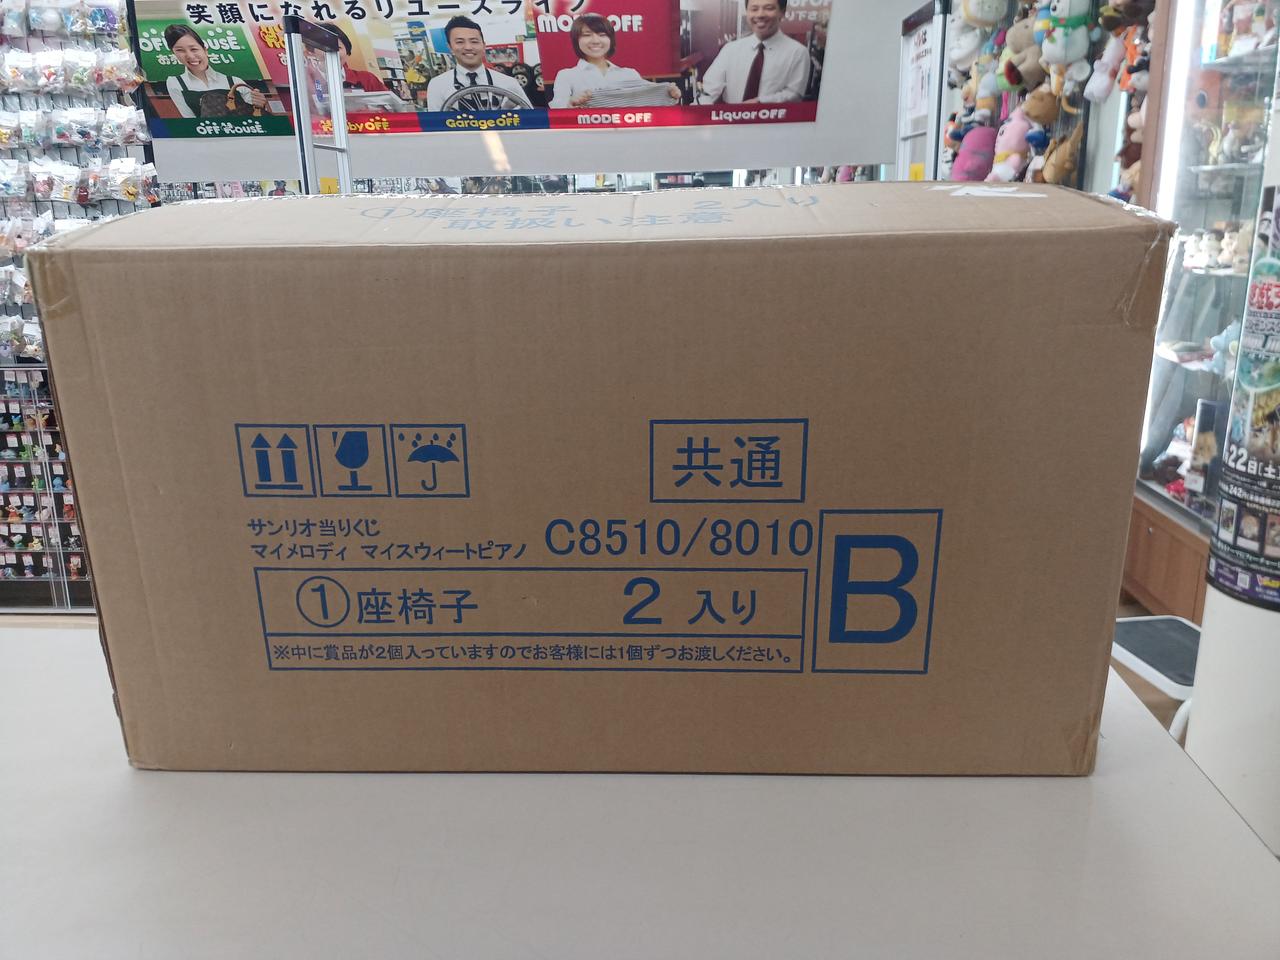 笑顔になれるリユースライフ
OFF HOUSE
MODE OFF
OFF HOUSE
Hobby OFF
Garage OFF
MODE OFF
Liquor OFF
①座椅子 2入り
取扱い注意
共通
サンリオ当りくじ
マイメロディ マイスウィートピアノ
C8510/8010
B
①座椅子 2入り
※中に賞品が2個入っていますのでお客様には1個ずつお渡しください。
22日